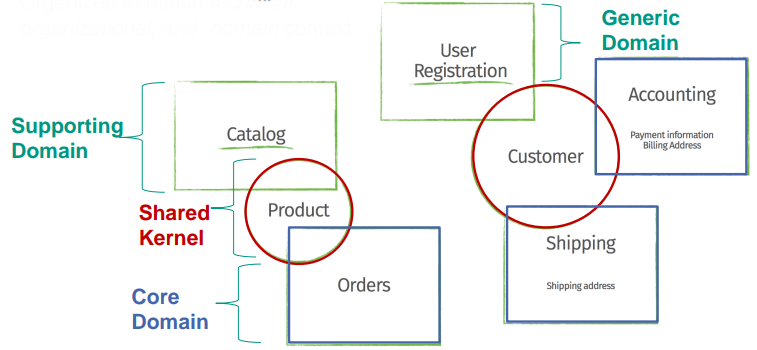 Generic
Domain
User
Registration
Accounting
Payment information
Billing Address
Supporting
Domain
Catalog
Customer
Shared
Kernel
Product
Shipping
Shipping address
Core
Domain
Orders